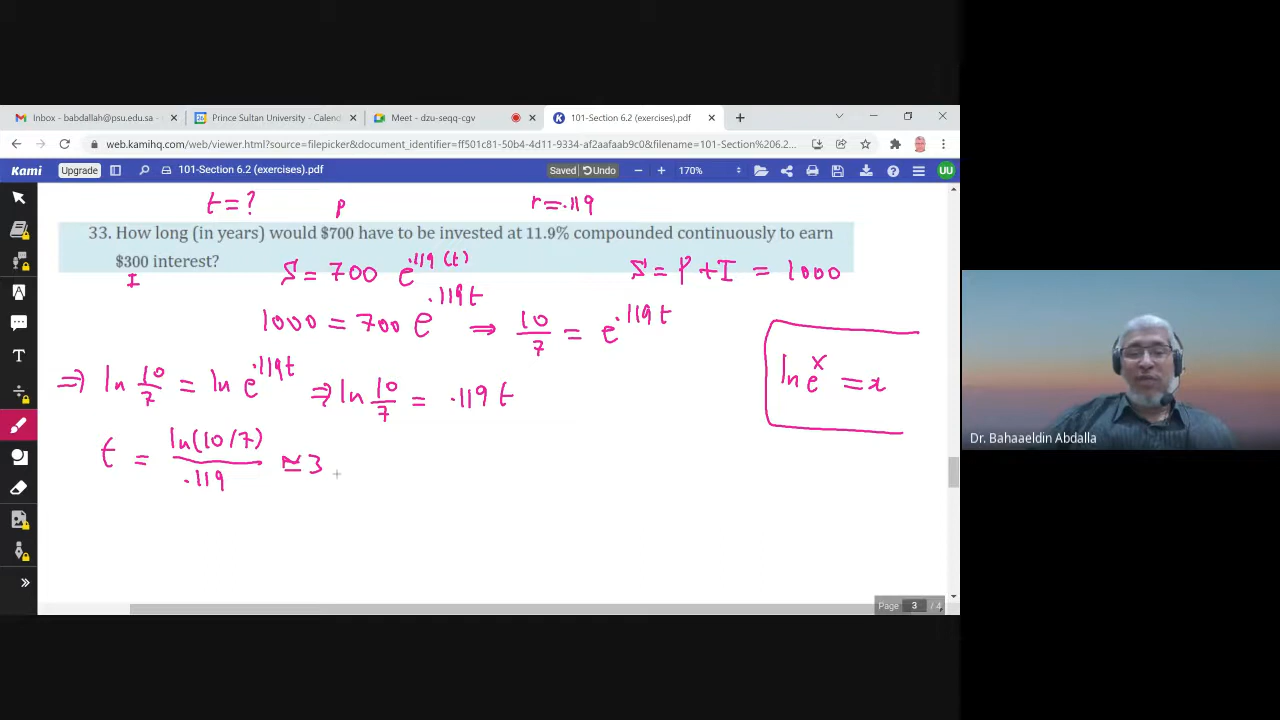 Inbox - babdallah@psu.edu.sa
Prince Sultan University - Calend
Meet - dzu-seqq-cgv
101-Section 6.2 (exercises).pdf
web.kamihq.com/web/viewer.html?source=filepicker&document_identifier=ff501c81-50b4-4d11-9334-af2aafaab9c0&filename=101-Section%206.2...
Kami Upgrade 101-Section 6.2 (exercises).pdf Saved Undo 170% UU
t = ? P r = .119
33. How long (in years) would $700 have to be invested at 11.9% compounded continuously to earn
$300 interest?
I S = 700 e^.119(t) S = P + I = 1000
1000 = 700 e^.119t ⇒ 10/7 = e^.119t
ln e^x = x
⇒ ln 10/7 = ln e^.119t ⇒ ln 10/7 = .119t
t = ln(10/7)/.119 ≃ 3
Dr. Bahaaeldin Abdalla
Page 3 / 4